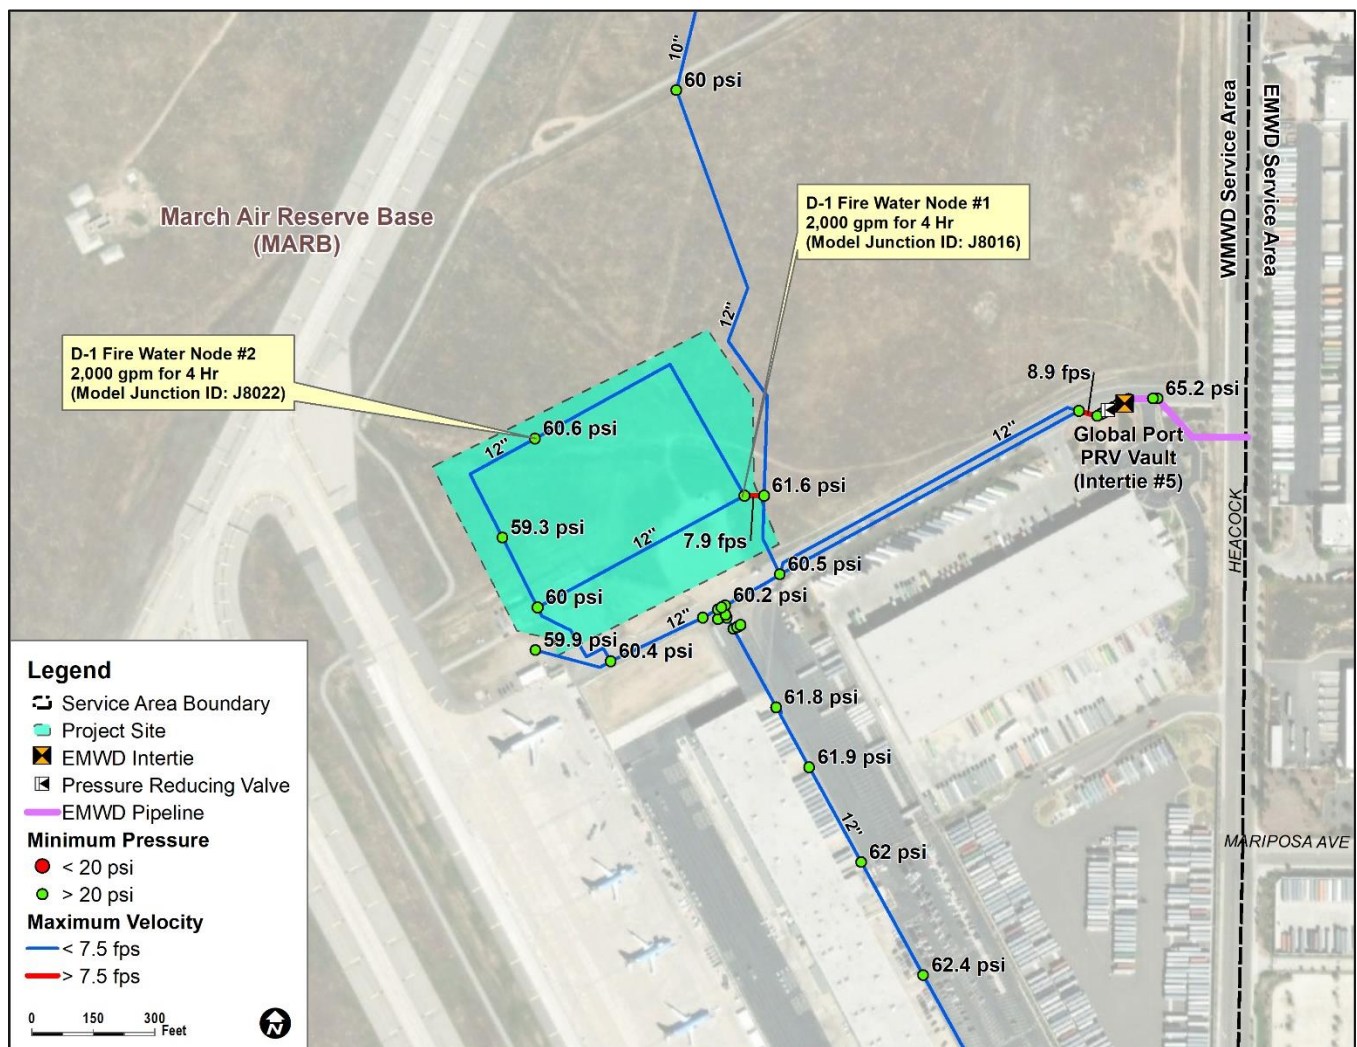 10"
60 psi
WMWD Service Area
EMWD Service Area
D-1 Fire Water Node #1
2,000 gpm for 4 Hr
(Model Junction ID: J8016)
March Air Reserve Base
(MARB)
12"
D-1 Fire Water Node #2
2,000 gpm for 4 Hr
(Model Junction ID: J8022)
8.9 fps
65.2 psi
12"
Global Port
PRV Vault
(Intertie #5)
60.6 psi
12"
61.6 psi
HEACOCK
59.3 psi
12"
7.9 fps
60.5 psi
60 psi
60.2 psi
12"
59.9 psi
60.4 psi
61.8 psi
61.9 psi
12"
62 psi
MARIPOSA AVE
62.4 psi
Legend
Service Area Boundary
Project Site
EMWD Intertie
Pressure Reducing Valve
EMWD Pipeline
Minimum Pressure
< 20 psi
> 20 psi
Maximum Velocity
< 7.5 fps
> 7.5 fps
0 150 300
Feet
N